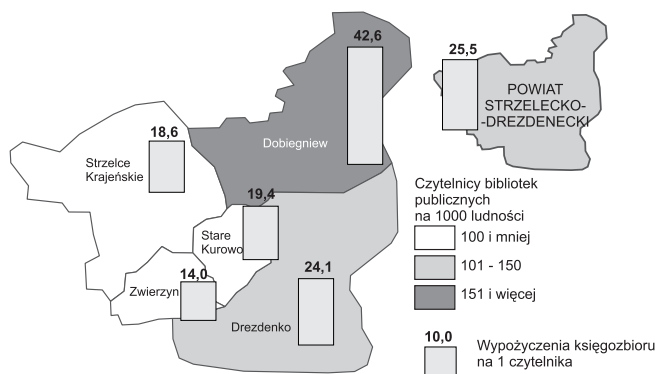 42,6
25,5
POWIAT
STRZELECKO-
-DREZDENECKI
Dobiegniew
18,6
Strzelce
Krajeńskie
Czytelnicy bibliotek
publicznych
na 1000 ludności
19,4
Stare
Kurowo
100 i mniej
101 - 150
14,0
24,1
Zwierzyn
151 i więcej
Drezdenko
10,0
Wypożyczenia księgozbioru
na 1 czytelnika